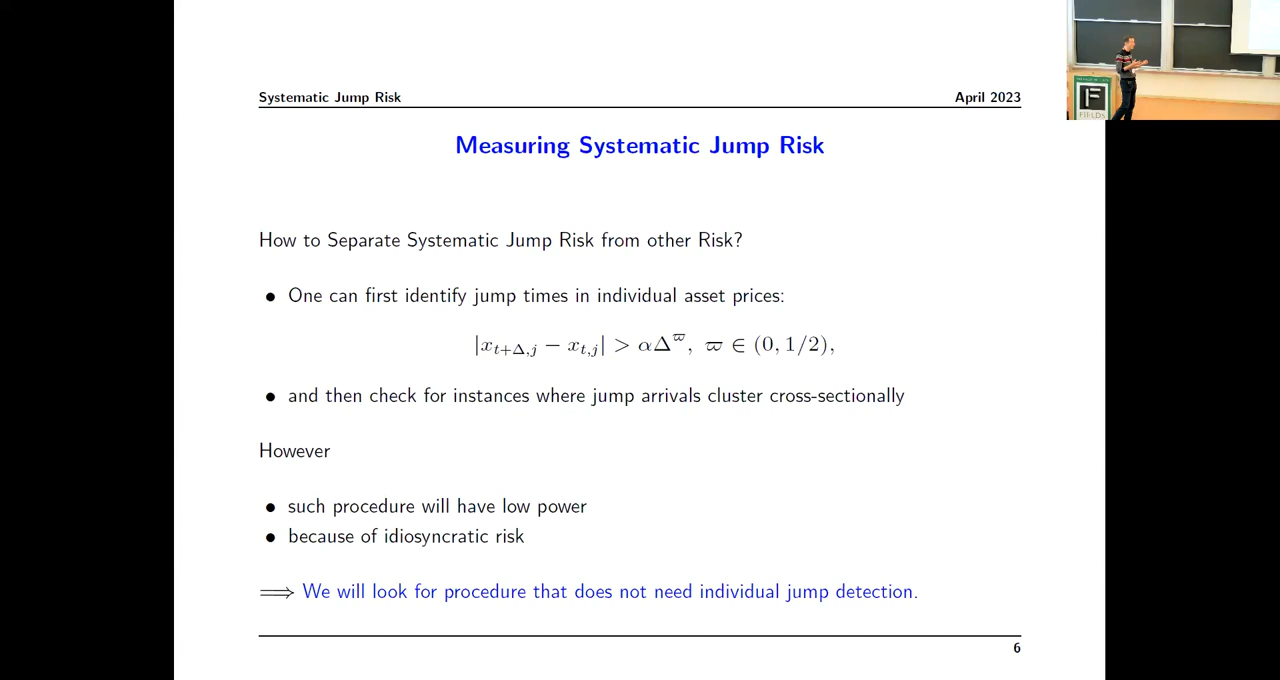 Systematic Jump Risk April 2023
Measuring Systematic Jump Risk
How to Separate Systematic Jump Risk from other Risk?
• One can first identify jump times in individual asset prices:
|x_{t+Δ,j} − x_{t,j}| > αΔ^ϖ, ϖ ∈ (0, 1/2),
• and then check for instances where jump arrivals cluster cross-sectionally
However
• such procedure will have low power
• because of idiosyncratic risk
⟹ We will look for procedure that does not need individual jump detection.
6
F
FIELDS